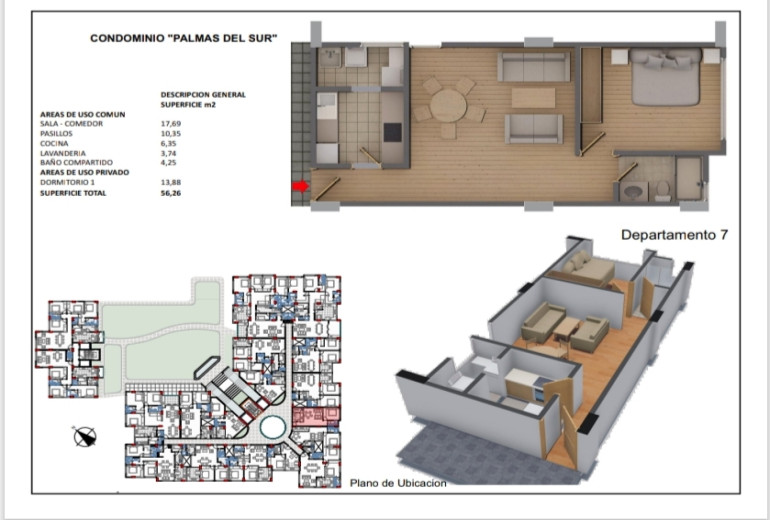 CONDOMINIO "PALMAS DEL SUR"
DESCRIPCION GENERAL
SUPERFICIE m2
AREAS DE USO COMUN
SALA - COMEDOR 17,69
PASILLOS 10,35
COCINA 6,35
LAVANDERIA 3,74
BAÑO COMPARTIDO 4,25
AREAS DE USO PRIVADO
DORMITORIO 1 13,88
SUPERFICIE TOTAL 56,26
Departamento 7
Plano de Ubicacion